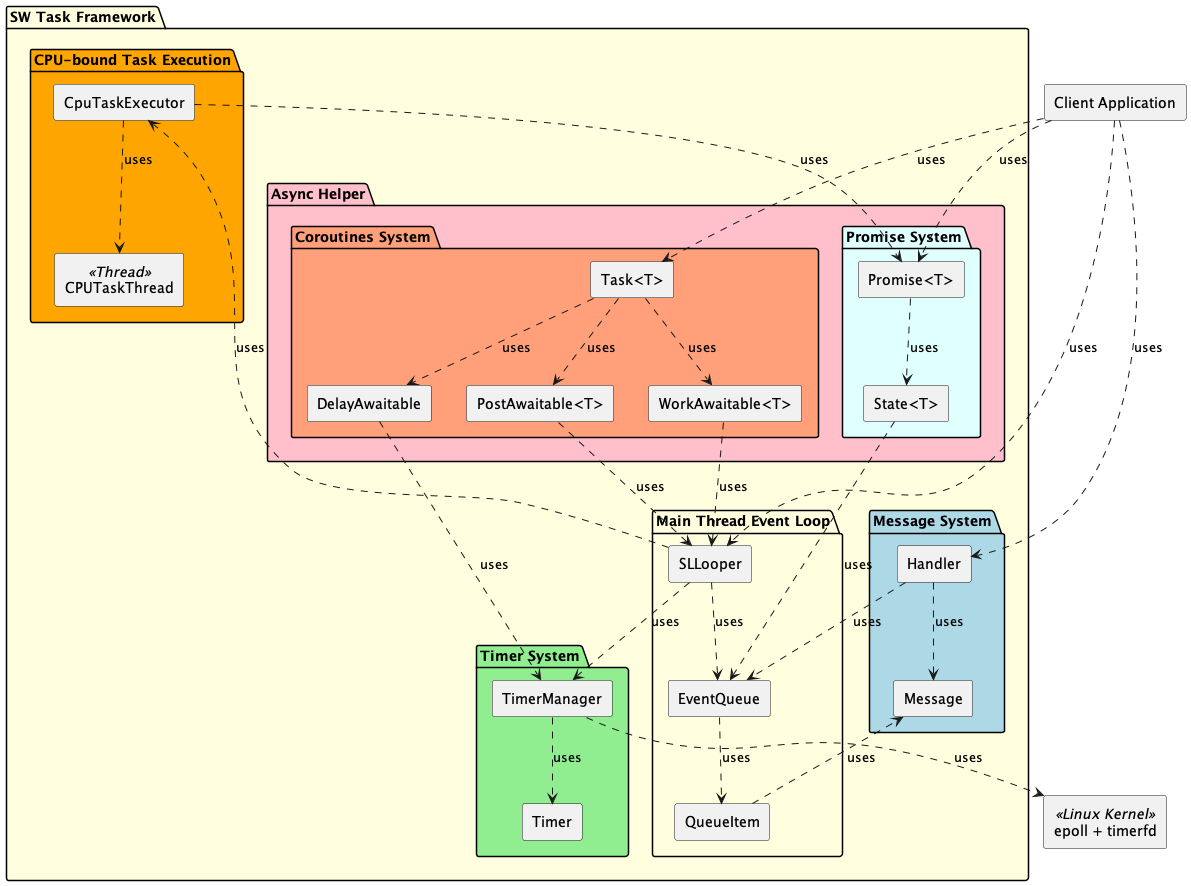 SW Task Framework
CPU-bound Task Execution
CpuTaskExecutor
Client Application
uses
uses
uses
uses
Async Helper
Coroutines System
Promise System
«Thread»
CPUTaskThread
Task<T>
Promise<T>
uses
uses
uses
uses
uses
uses
uses
DelayAwaitable
PostAwaitable<T>
WorkAwaitable<T>
State<T>
uses
uses
Main Thread Event Loop
Message System
uses
SLLooper
uses
Handler
uses
uses
uses
uses
Timer System
TimerManager
EventQueue
Message
uses
uses
uses
uses
QueueItem
Timer
«Linux Kernel»
epoll + timerfd